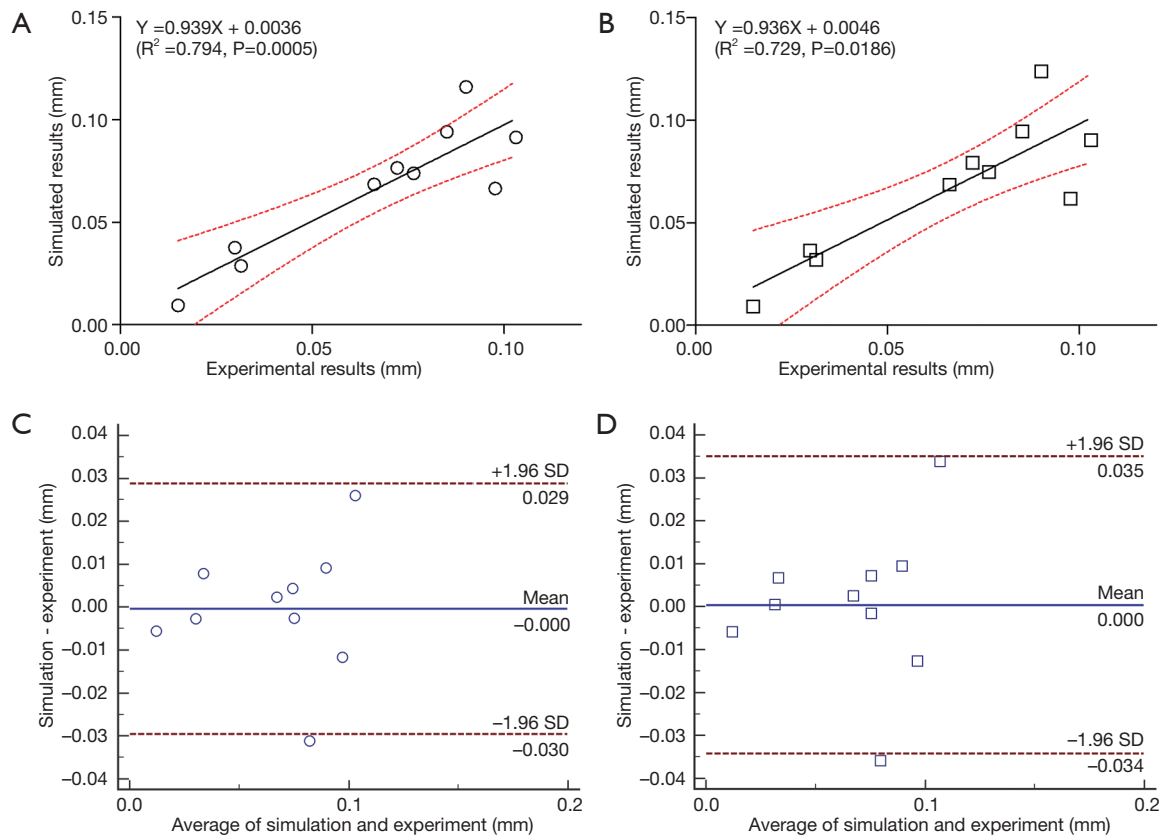 A
Y =0.939X + 0.0036
(R² =0.794, P=0.0005)
0.15
0.10
0.05
0.00
Simulated results (mm)
0.00 0.05 0.10
Experimental results (mm)
B
Y =0.936X + 0.0046
(R² =0.729, P=0.0186)
0.15
0.10
0.05
0.00
Simulated results (mm)
0.00 0.05 0.10
Experimental results (mm)
C
0.04
0.03
0.02
0.01
0.00
−0.01
−0.02
−0.03
−0.04
Simulation - experiment (mm)
+1.96 SD
0.029
Mean
−0.000
−1.96 SD
−0.030
0.0 0.1 0.2
Average of simulation and experiment (mm)
D
0.04
0.03
0.02
0.01
0.00
−0.01
−0.02
−0.03
−0.04
Simulation - experiment (mm)
+1.96 SD
0.035
Mean
0.000
−1.96 SD
−0.034
0.0 0.1 0.2
Average of simulation and experiment (mm)